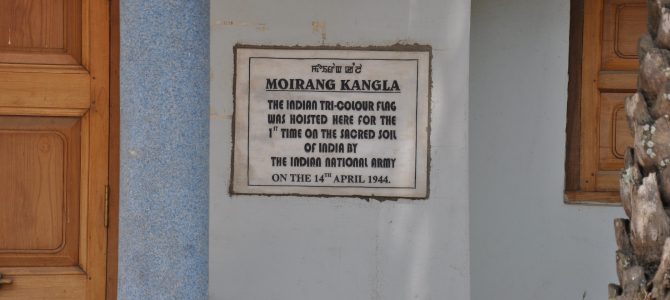 MOIRANG KANGLA
THE INDIAN TRI-COLOUR FLAG
WAS HOISTED HERE FOR THE
1ST TIME ON THE SACRED SOIL
OF INDIA BY
THE INDIAN NATIONAL ARMY
ON THE 14TH APRIL 1944.